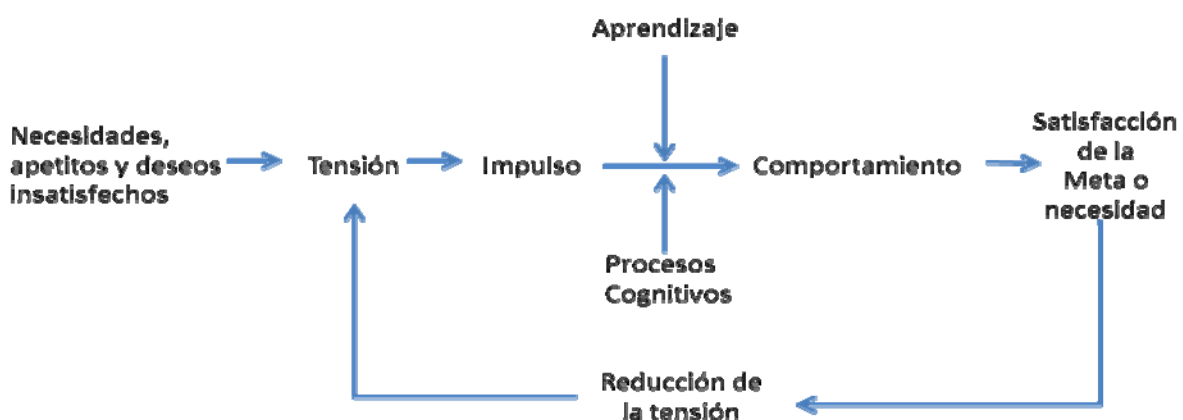 Aprendizaje
Necesidades,
apetitos y deseos
insatisfechos
Tensión
Impulso
Comportamiento
Satisfacción
de la
Meta o
necesidad
Procesos
Cognitivos
Reducción de
la tensión